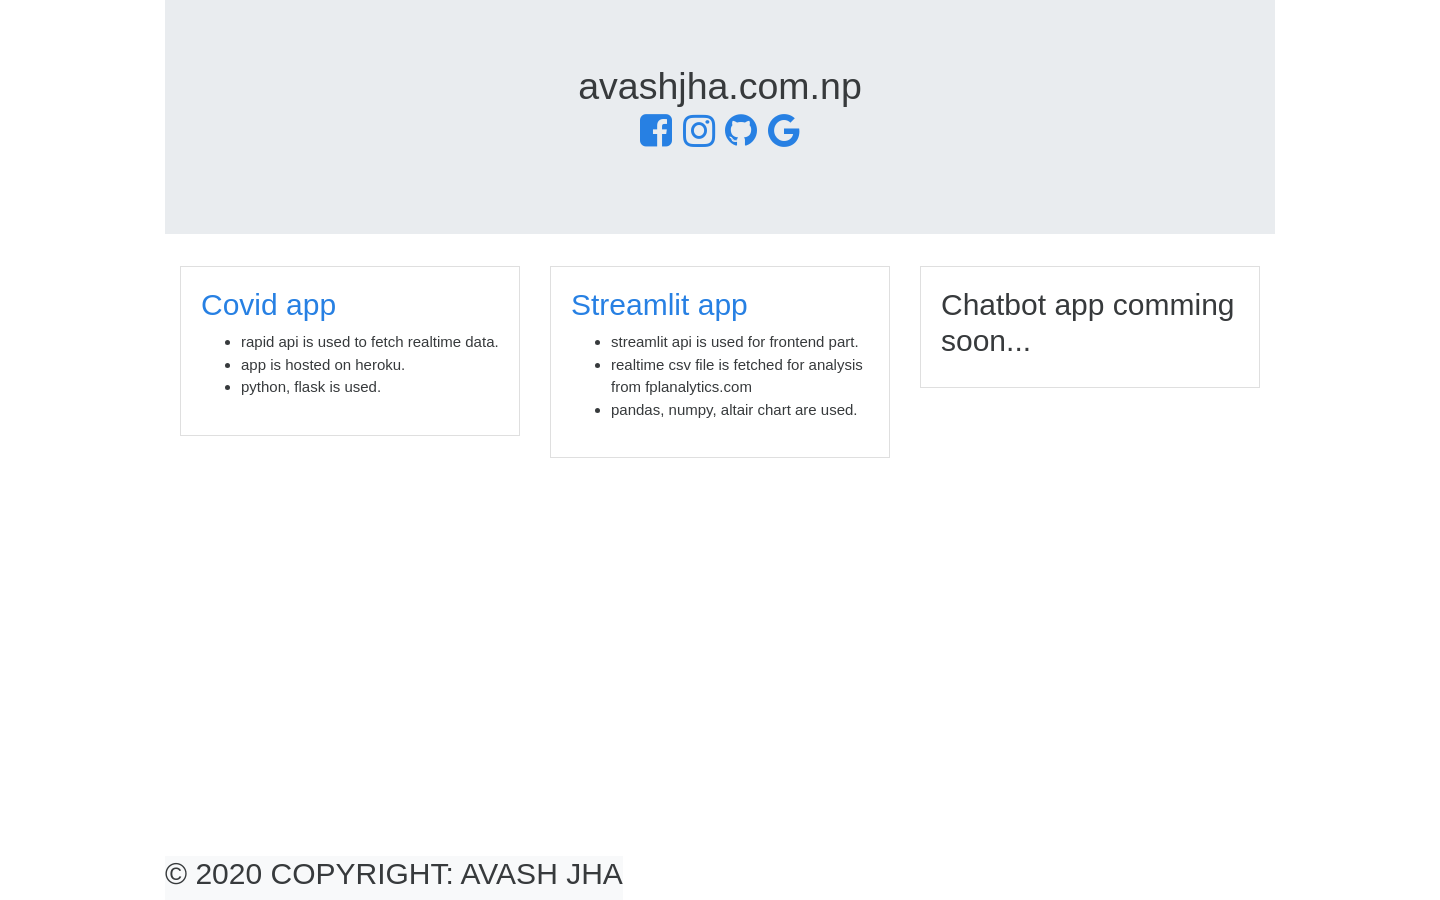 avashjha.com.np
Covid app
rapid api is used to fetch realtime data.
app is hosted on heroku.
python, flask is used.
Streamlit app
streamlit api is used for frontend part.
realtime csv file is fetched for analysis
from fplanalytics.com
pandas, numpy, altair chart are used.
Chatbot app comming
soon...
© 2020 COPYRIGHT: AVASH JHA